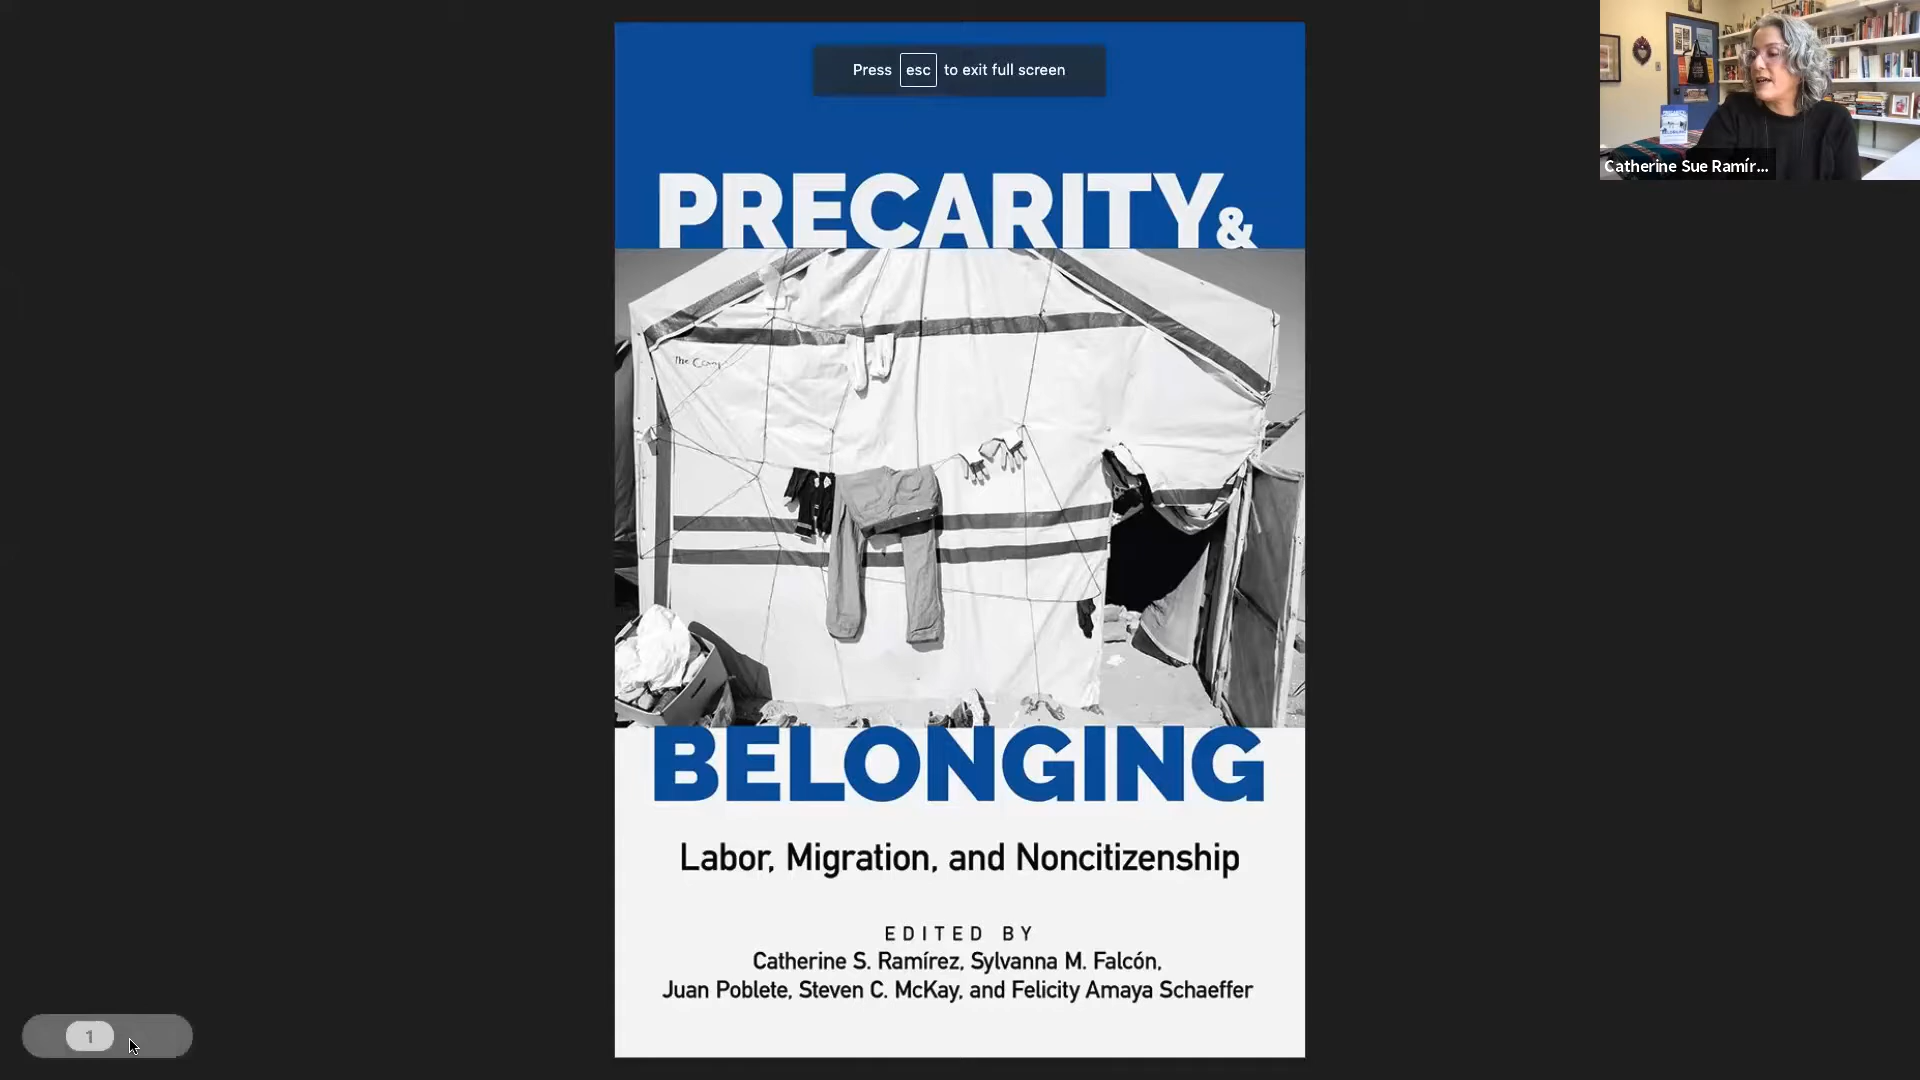 Press esc to exit full screen
Catherine Sue Ramír...
PRECARITY &
The
BELONGING
Labor, Migration, and Noncitizenship
EDITED BY
Catherine S. Ramírez, Sylvanna M. Falcón,
Juan Poblete, Steven C. McKay, and Felicity Amaya Schaeffer
1